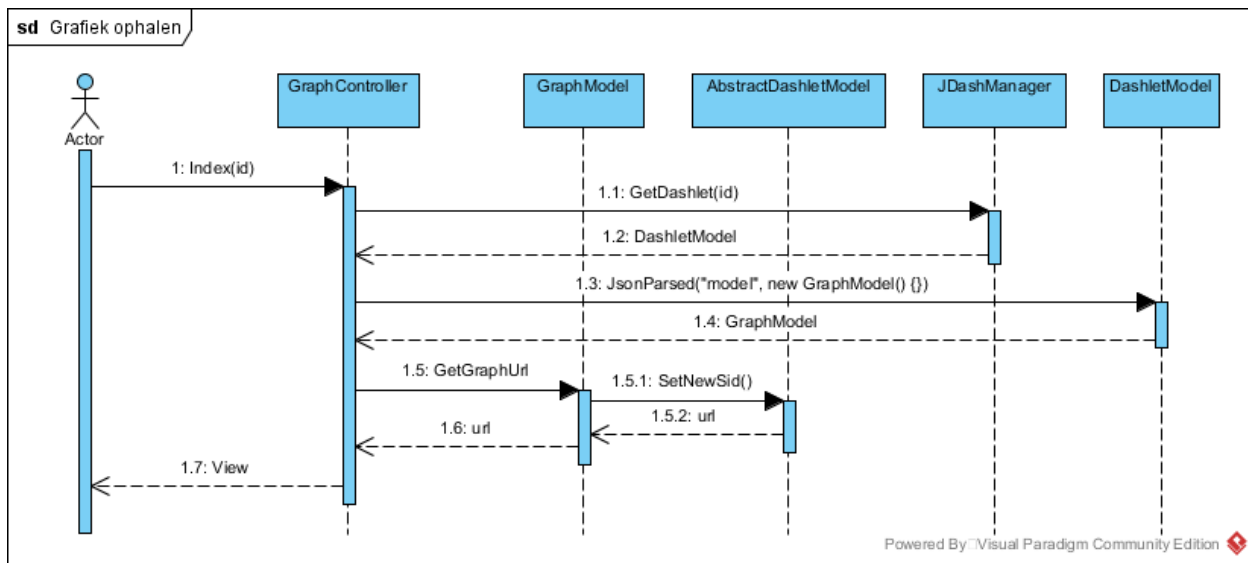 sd Grafiek ophalen
Actor
GraphController
GraphModel
AbstractDashletModel
JDashManager
DashletModel
1: Index(id)
1.1: GetDashlet(id)
1.2: DashletModel
1.3: JsonParsed("model", new GraphModel() {})
1.4: GraphModel
1.5: GetGraphUrl
1.5.1: SetNewSid()
1.5.2: url
1.6: url
1.7: View
Powered By Visual Paradigm Community Edition